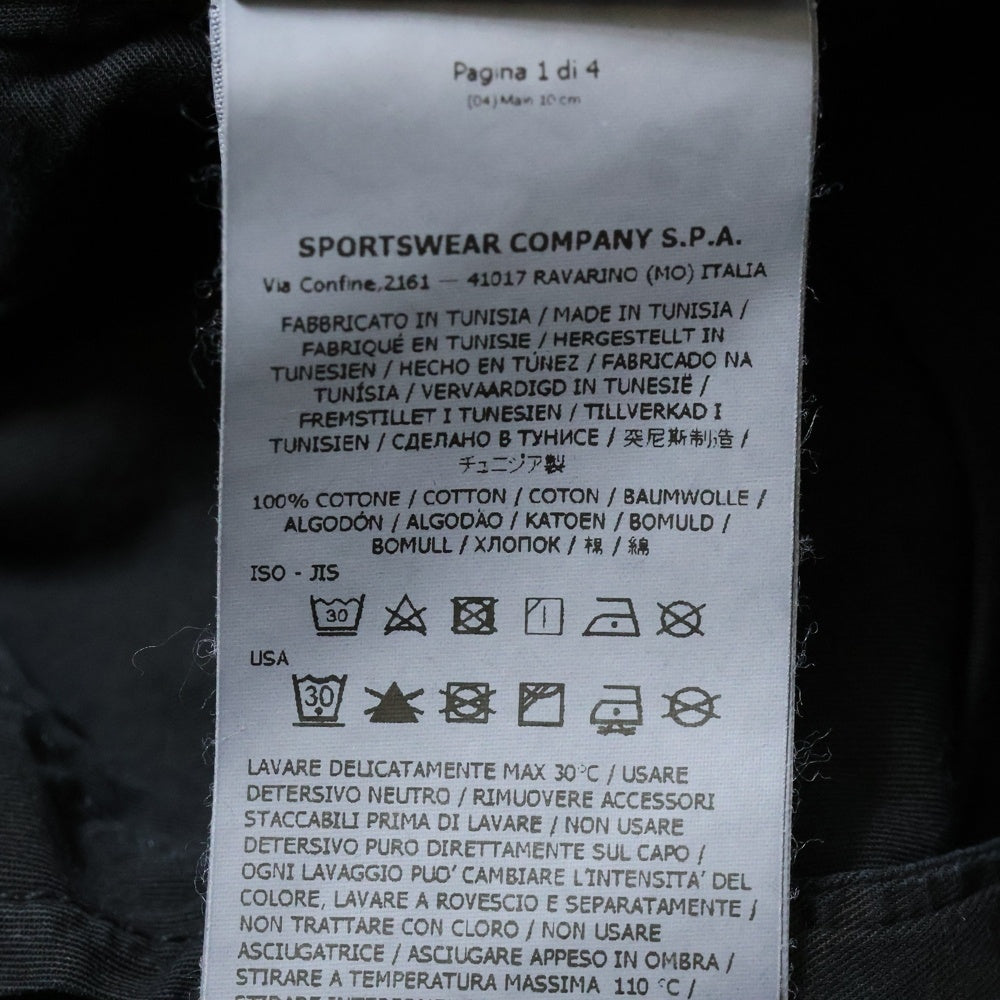 Pagina 1 di 4
(04) Main 10 cm
SPORTSWEAR COMPANY S.P.A.
Via Confine,2161 — 41017 RAVARINO (MO) ITALIA
FABBRICATO IN TUNISIA / MADE IN TUNISIA /
FABRIQUÉ EN TUNISIE / HERGESTELLT IN
TUNESIEN / HECHO EN TÚNEZ / FABRICADO NA
TUNÍSIA / VERVAARDIGD IN TUNESIË /
FREMSTILLET I TUNESIEN / TILLVERKAD I
TUNISIEN / СДЕЛАНО В ТУНИСЕ / 突尼斯制造 /
チュニジア製
100% COTONE / COTTON / COTON / BAUMWOLLE /
ALGODÓN / ALGODÃO / KATOEN / BOMULD /
BOMULL / ХЛОПОК / 棉 / 綿
ISO - JIS
30
USA
30
LAVARE DELICATAMENTE MAX 30°C / USARE
DETERSIVO NEUTRO / RIMUOVERE ACCESSORI
STACCABILI PRIMA DI LAVARE / NON USARE
DETERSIVO PURO DIRETTAMENTE SUL CAPO /
OGNI LAVAGGIO PUO' CAMBIARE L'INTENSITA' DEL
COLORE, LAVARE A ROVESCIO E SEPARATAMENTE /
NON TRATTARE CON CLORO / NON USARE
ASCIUGATRICE / ASCIUGARE APPESO IN OMBRA /
STIRARE A TEMPERATURA MASSIMA 110 °C /